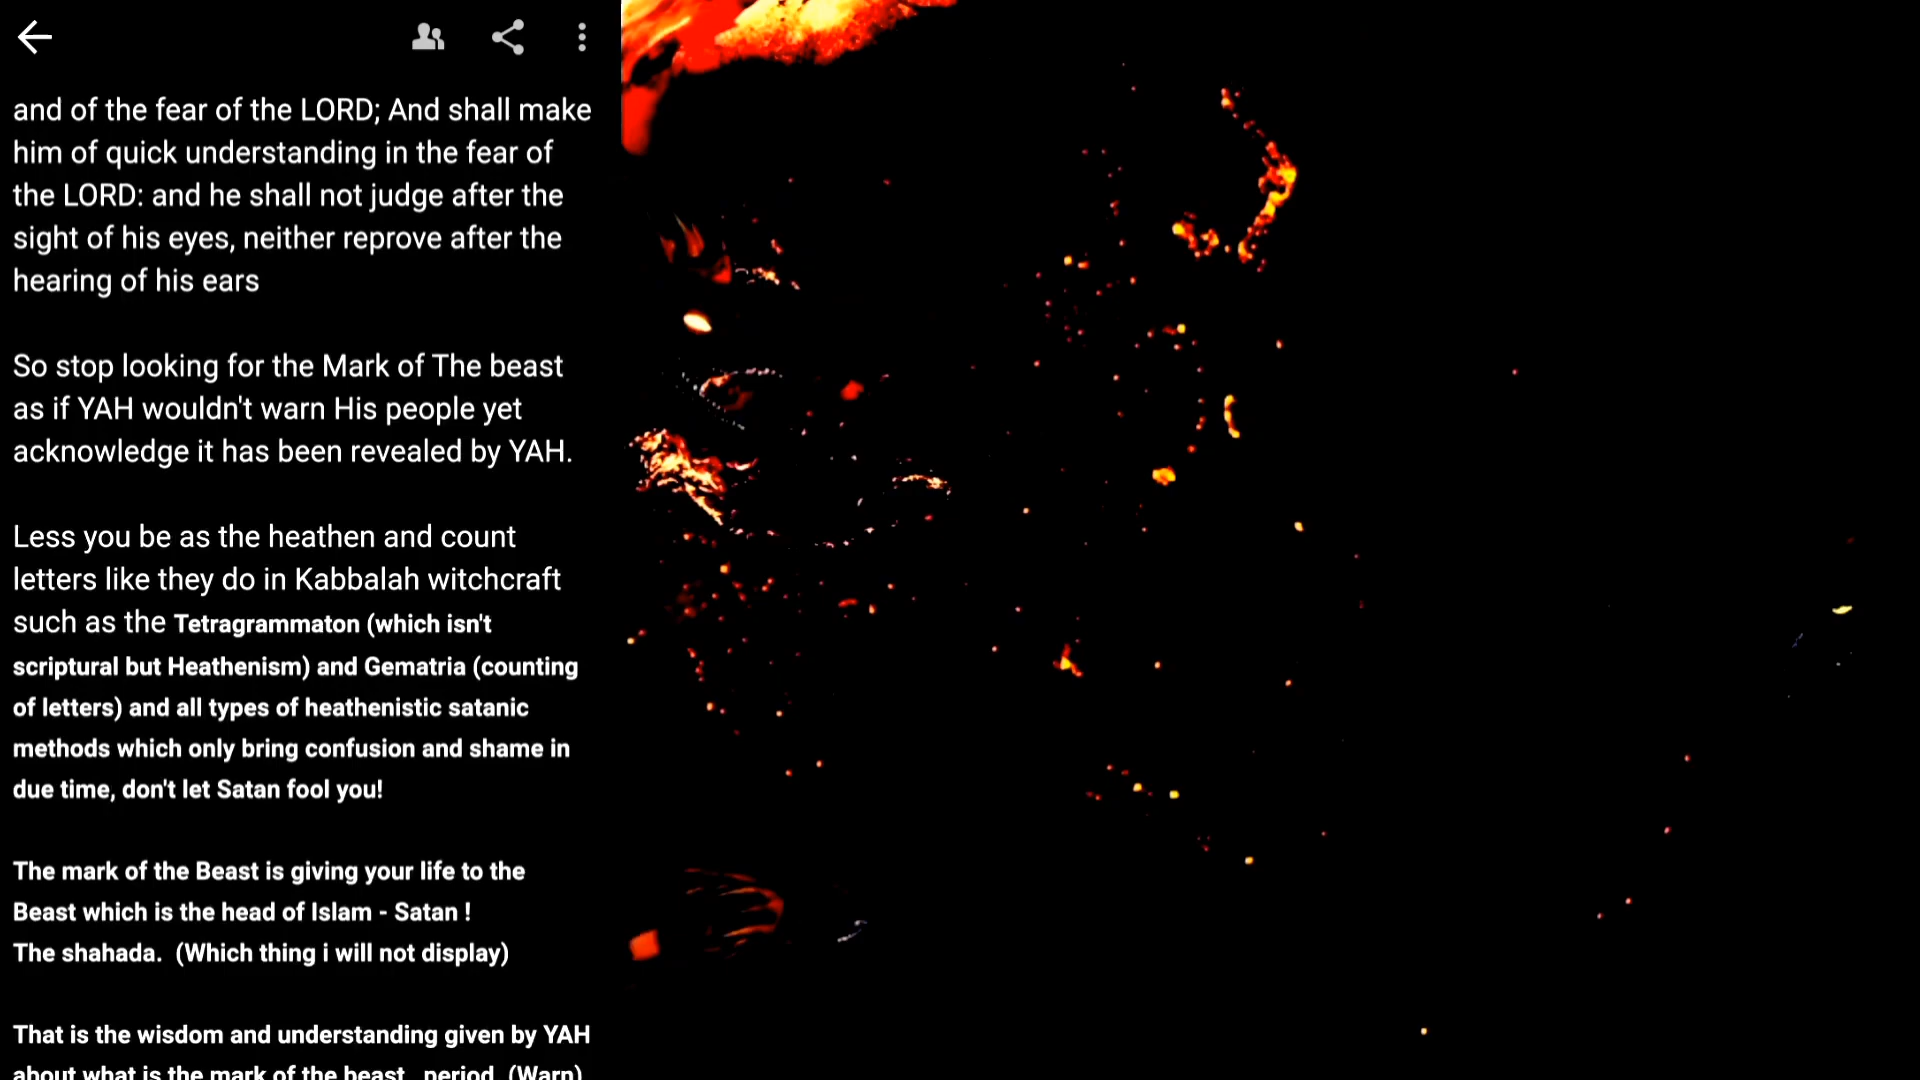 and of the fear of the LORD; And shall make
him of quick understanding in the fear of
the LORD: and he shall not judge after the
sight of his eyes, neither reprove after the
hearing of his ears
So stop looking for the Mark of The beast
as if YAH wouldn't warn His people yet
acknowledge it has been revealed by YAH.
Less you be as the heathen and count
letters like they do in Kabbalah witchcraft
such as the Tetragrammaton (which isn't
scriptural but Heathenism) and Gematria (counting
of letters) and all types of heathenistic satanic
methods which only bring confusion and shame in
due time, don't let Satan fool you!
The mark of the Beast is giving your life to the
Beast which is the head of Islam - Satan !
The shahada.  (Which thing i will not display)
That is the wisdom and understanding given by YAH
about what is the mark of the beast,  period. (Warn)